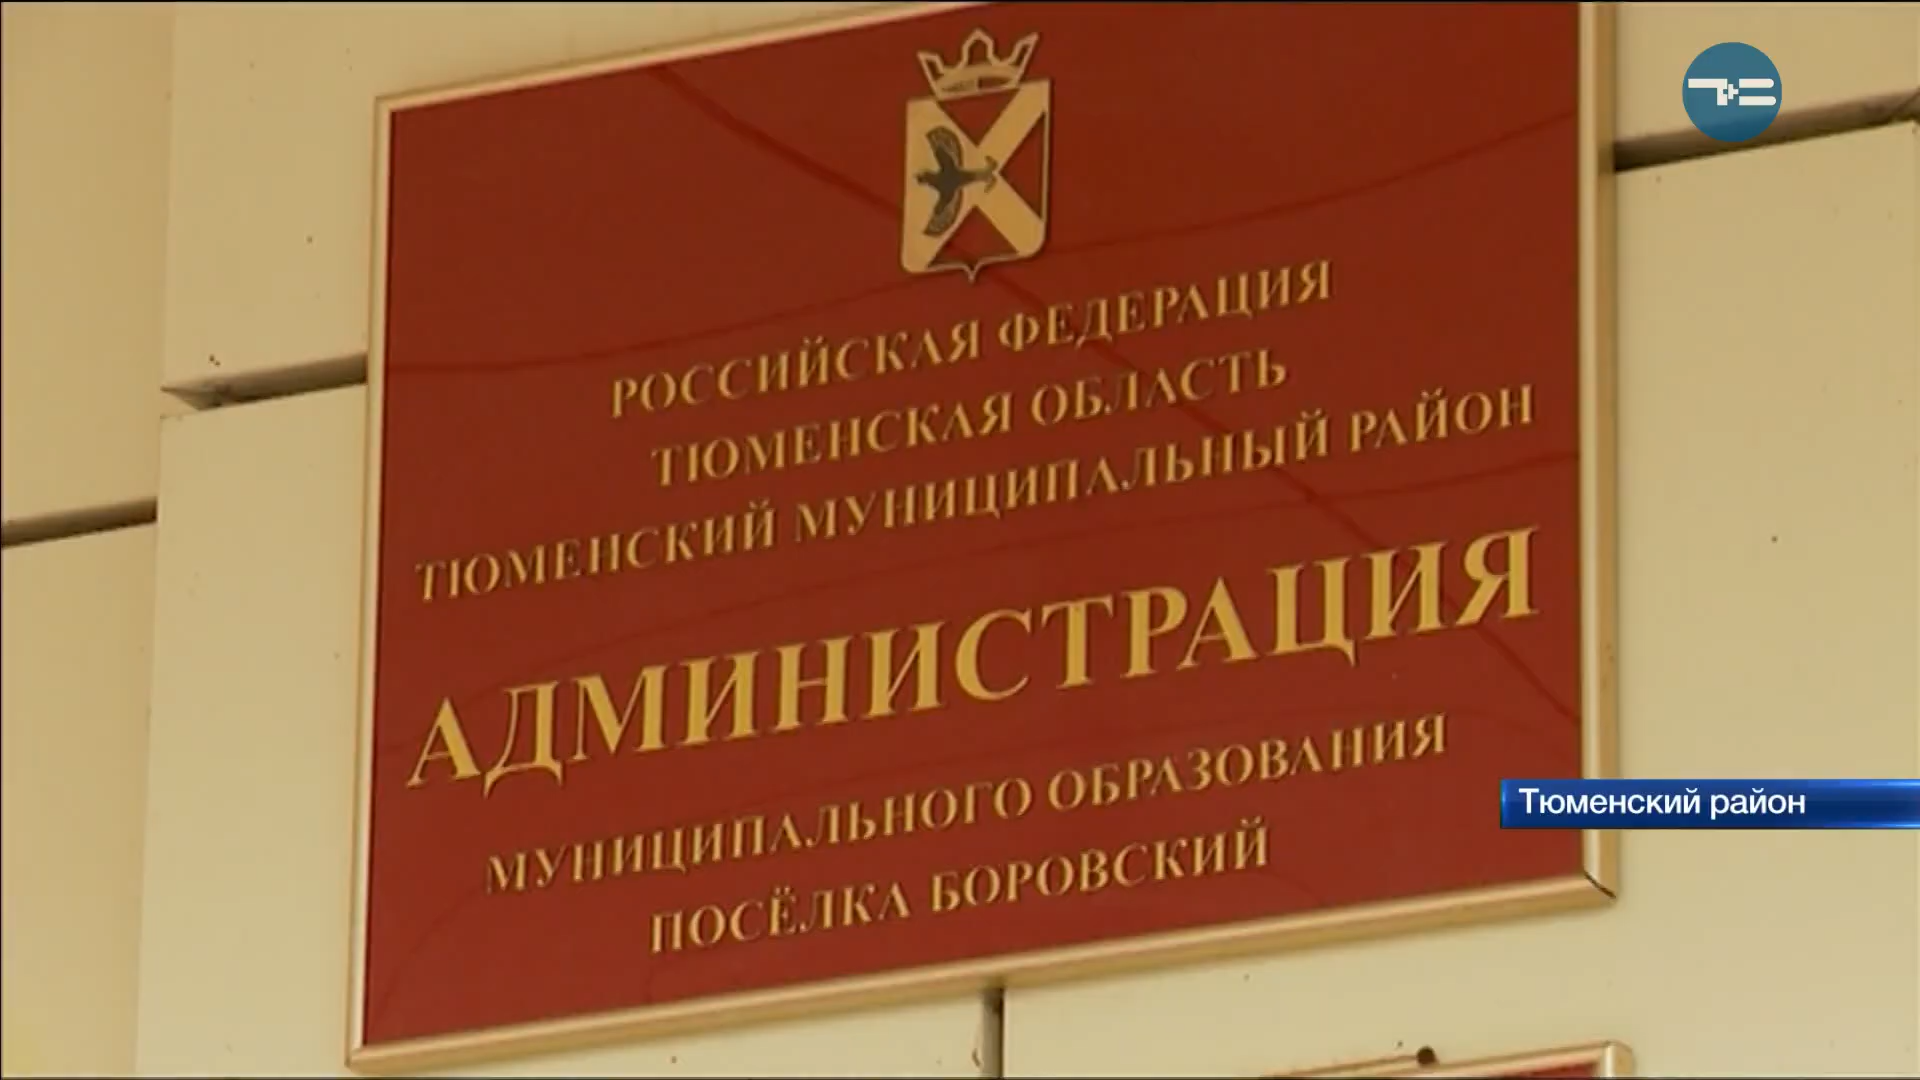 РОССИЙСКАЯ ФЕДЕРАЦИЯ
ТЮМЕНСКАЯ ОБЛАСТЬ
ТЮМЕНСКИЙ МУНИЦИПАЛЬНЫЙ РАЙОН
АДМИНИСТРАЦИЯ
МУНИЦИПАЛЬНОГО ОБРАЗОВАНИЯ
ПОСЁЛКА БОРОВСКИЙ
Тюменский район